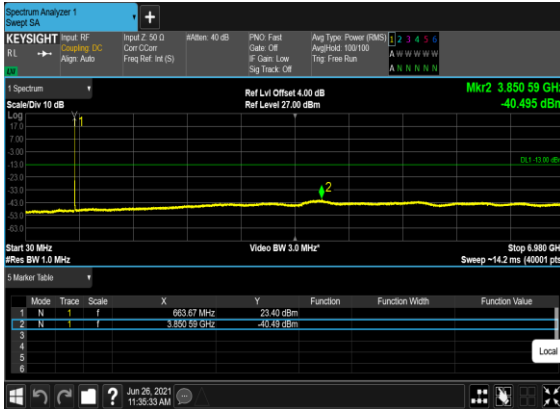 Spectrum Analyzer 1
Swept SA
+
KEYSIGHT Input: RF Input Z: 50 Ω #Atten: 40 dB PNO: Fast Avg Type: Power (RMS) 1 2 3 4 5 6
RL Coupling: DC Corr CCorr Gate: Off Avg|Hold: 100/100 A W W W W W
Align: Auto Freq Ref: Int (S) IF Gain: Low Trig: Free Run
Sig Track: Off A N N N N N
1 Spectrum Ref Lvl Offset 4.00 dB Mkr2 3.850 59 GHz
Scale/Div 10 dB Ref Level 27.00 dBm -40.495 dBm
Log
17.0 1
7.00
-3.00
-13.0 DL1 -13.00 dBm
-23.0
-33.0 2
-43.0
-53.0
-63.0
Start 30 MHz Video BW 3.0 MHz* Stop 6.980 GHz
#Res BW 1.0 MHz Sweep ~14.2 ms (40001 pts)
5 Marker Table
Mode Trace Scale X Y Function Function Width Function Value
1 N 1 f 663.67 MHz 23.40 dBm
2 N 1 f 3.850 59 GHz -40.49 dBm
3
4
5
6
Local
? Jun 26, 2021
11:35:33 AM